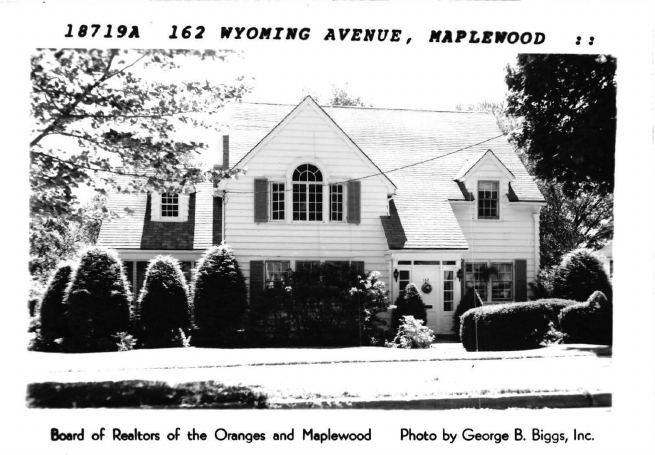 18719A 162 WYOMING AVENUE, MAPLEWOOD ::
Board of Realtors of the Oranges and Maplewood Photo by George B. Biggs, Inc.